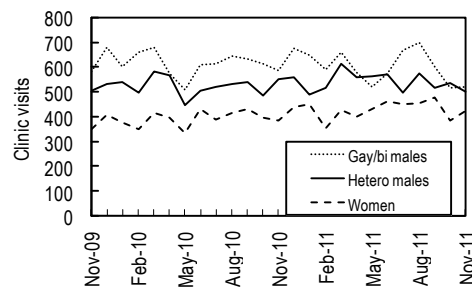 Clinic visits
800
700
600
500
400
300
200
100
0
Gay/bi males
Hetero males
Women
Nov-09
Feb-10
May-10
Aug-10
Nov-10
Feb-11
May-11
Aug-11
Nov-11